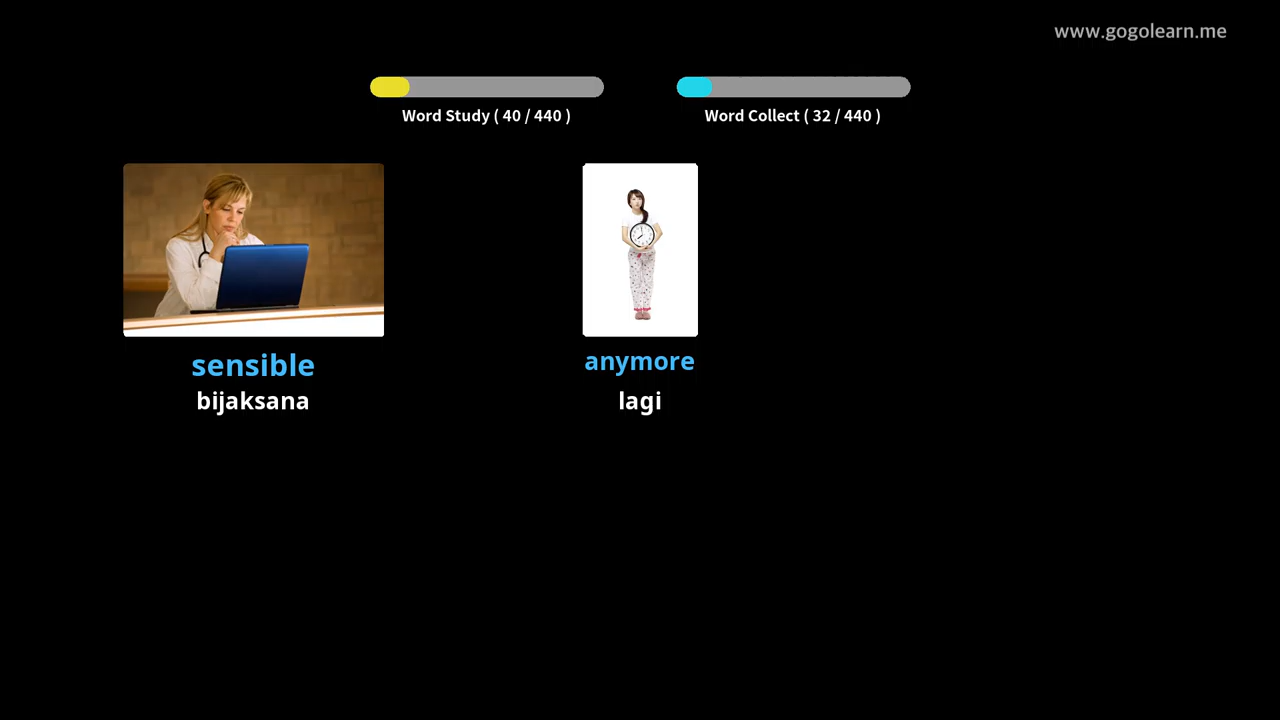 www.gogolearn.me
Word Study ( 40 / 440 )
Word Collect ( 32 / 440 )
sensible
bijaksana
anymore
lagi